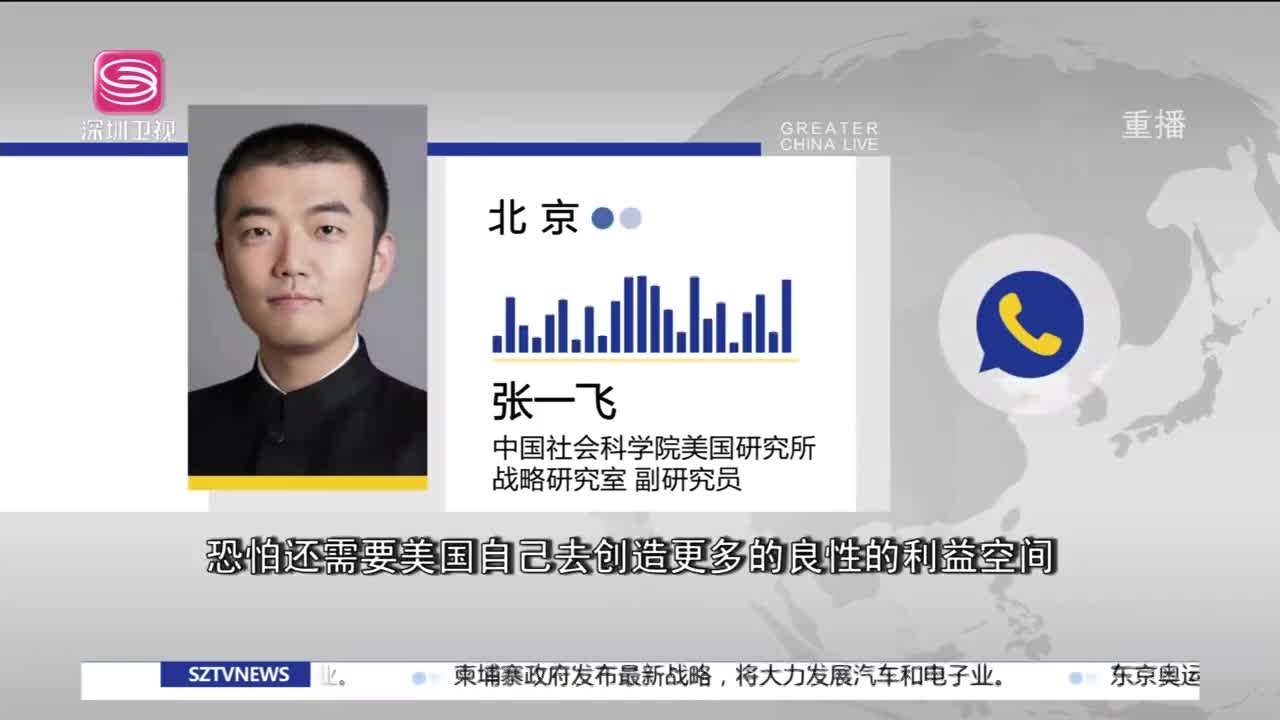 深圳卫视
GREATER
CHINA LIVE
重播
北京
张一飞
中国社会科学院美国研究所
战略研究室 副研究员
恐怕还需要美国自己去创造更多的良性的利益空间
SZTVNEWS 业。 柬埔寨政府发布最新战略，将大力发展汽车和电子业。 东京奥运